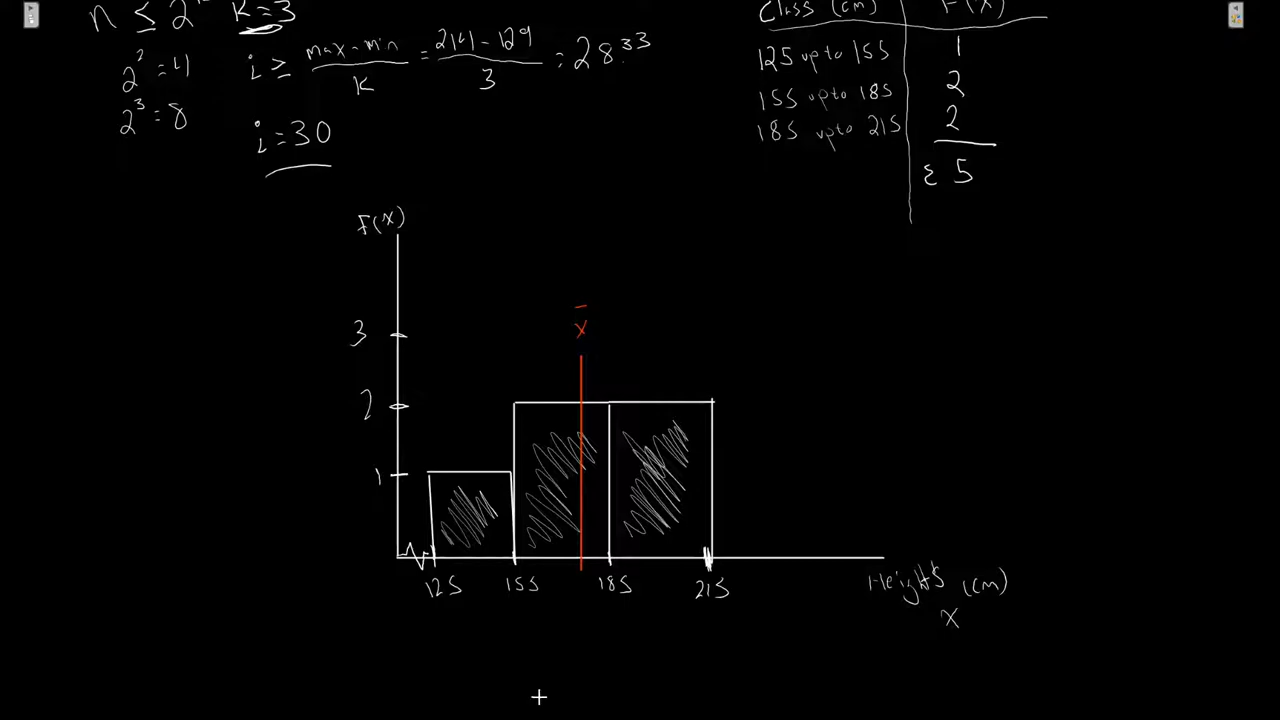 n ≤ 2ᵏ K=3
2² = 4
2³ = 8
i ≥ max-min / K = 214-129 / 3 = 28.33
i = 30
Class (cm) F(x)
125 up to 155 1
155 up to 185 2
185 up to 215 2
Σ 5
F(x)
x̄
3
2
1
125 155 185 215
Heights (cm)
X